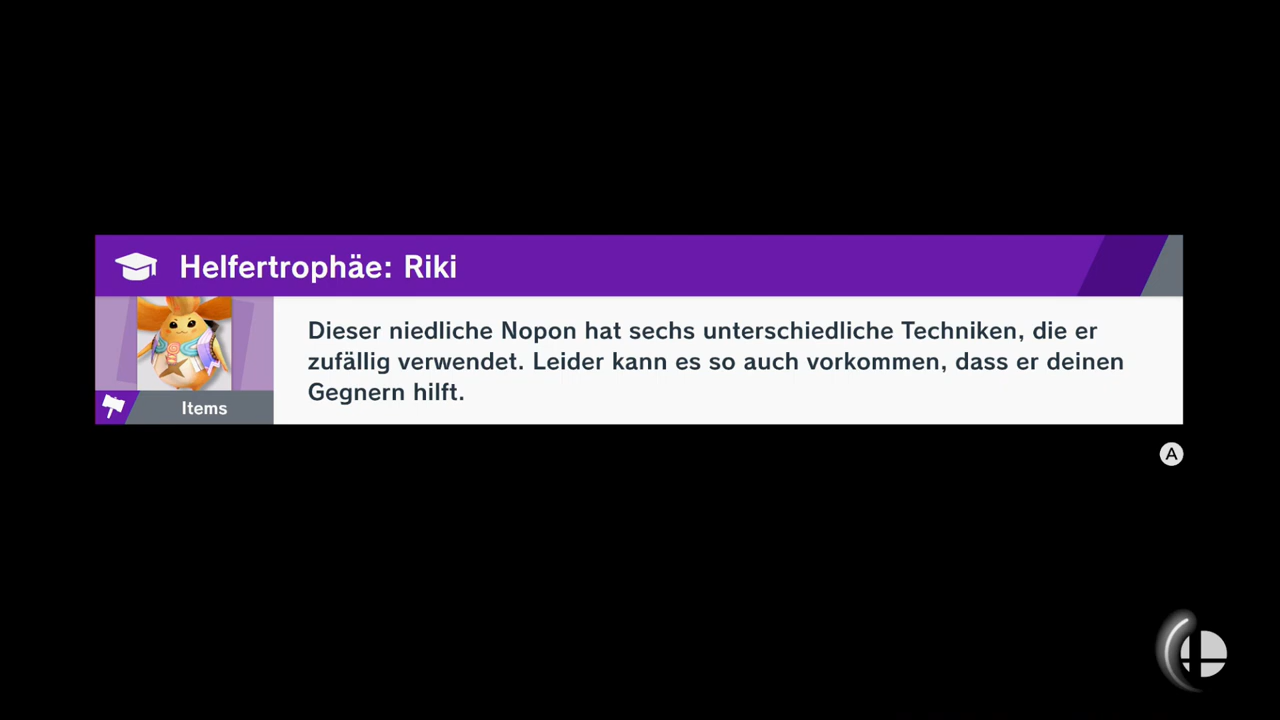 Helfertrophäe: Riki
Dieser niedliche Nopon hat sechs unterschiedliche Techniken, die er
zufällig verwendet. Leider kann es so auch vorkommen, dass er deinen
Gegnern hilft.
Items
A